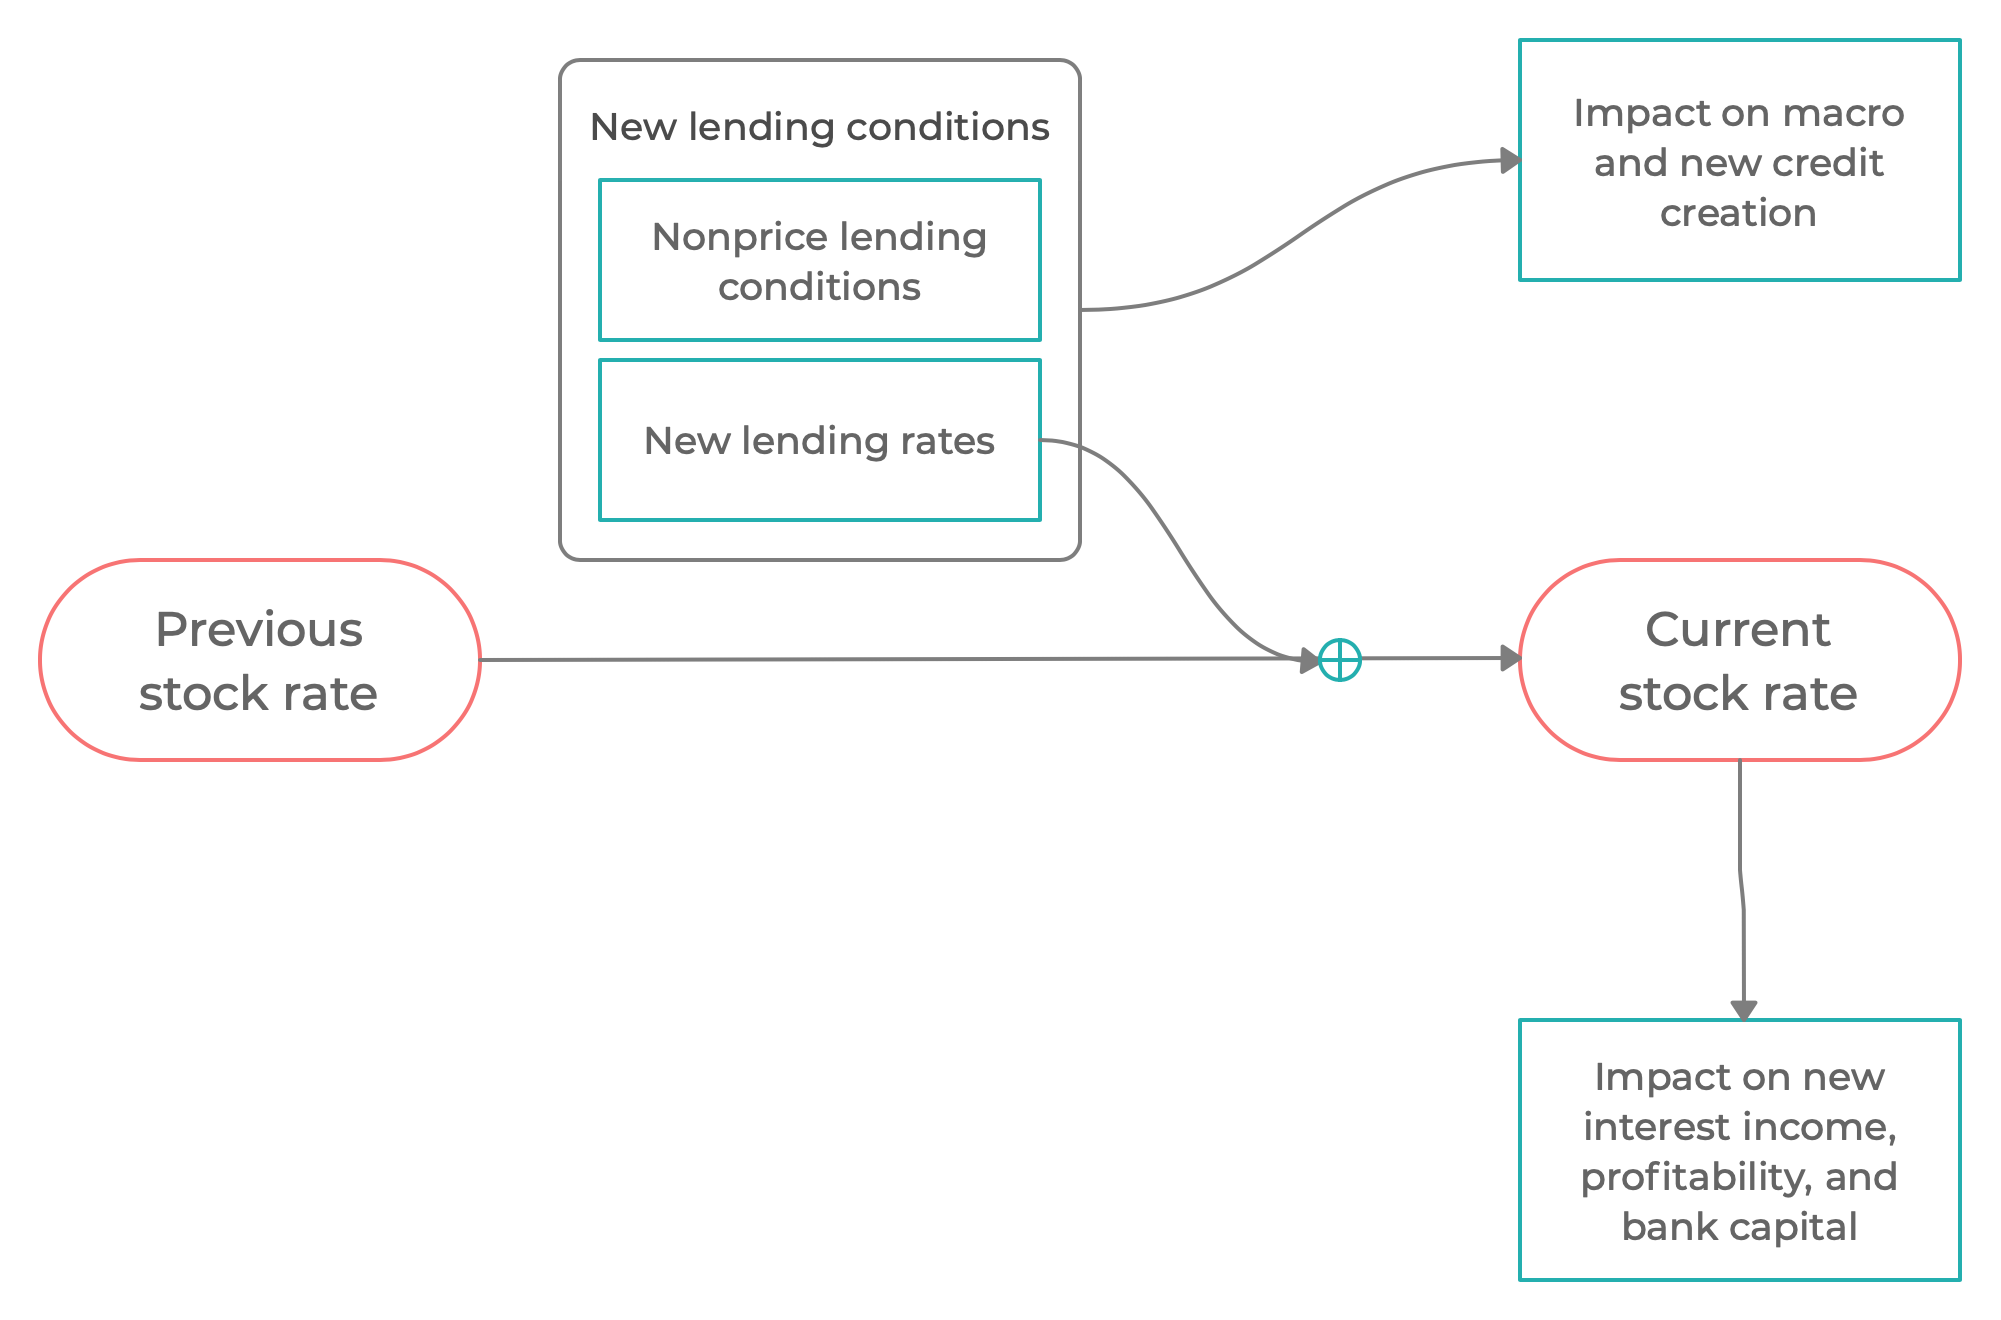 New lending conditions
Nonprice lending
conditions
New lending rates
Impact on macro
and new credit
creation
Previous
stock rate
Current
stock rate
Impact on new
interest income,
profitability, and
bank capital